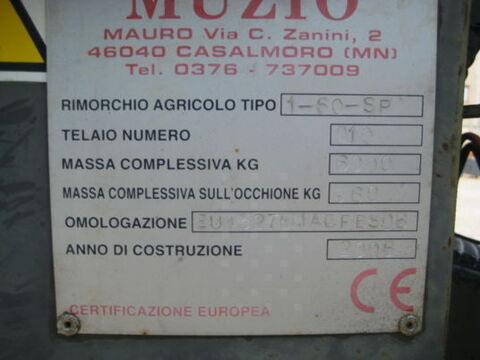 MUZIO
MAURO Via C. Zanini, 2
46040 CASALMORO (MN)
Tel. 0376 - 737009
RIMORCHIO AGRICOLO TIPO 1-60-SP
TELAIO NUMERO
MASSA COMPLESSIVA KG
MASSA COMPLESSIVA SULL'OCCHIONE KG
OMOLOGAZIONE
ANNO DI COSTRUZIONE
CE
CERTIFICAZIONE EUROPEA